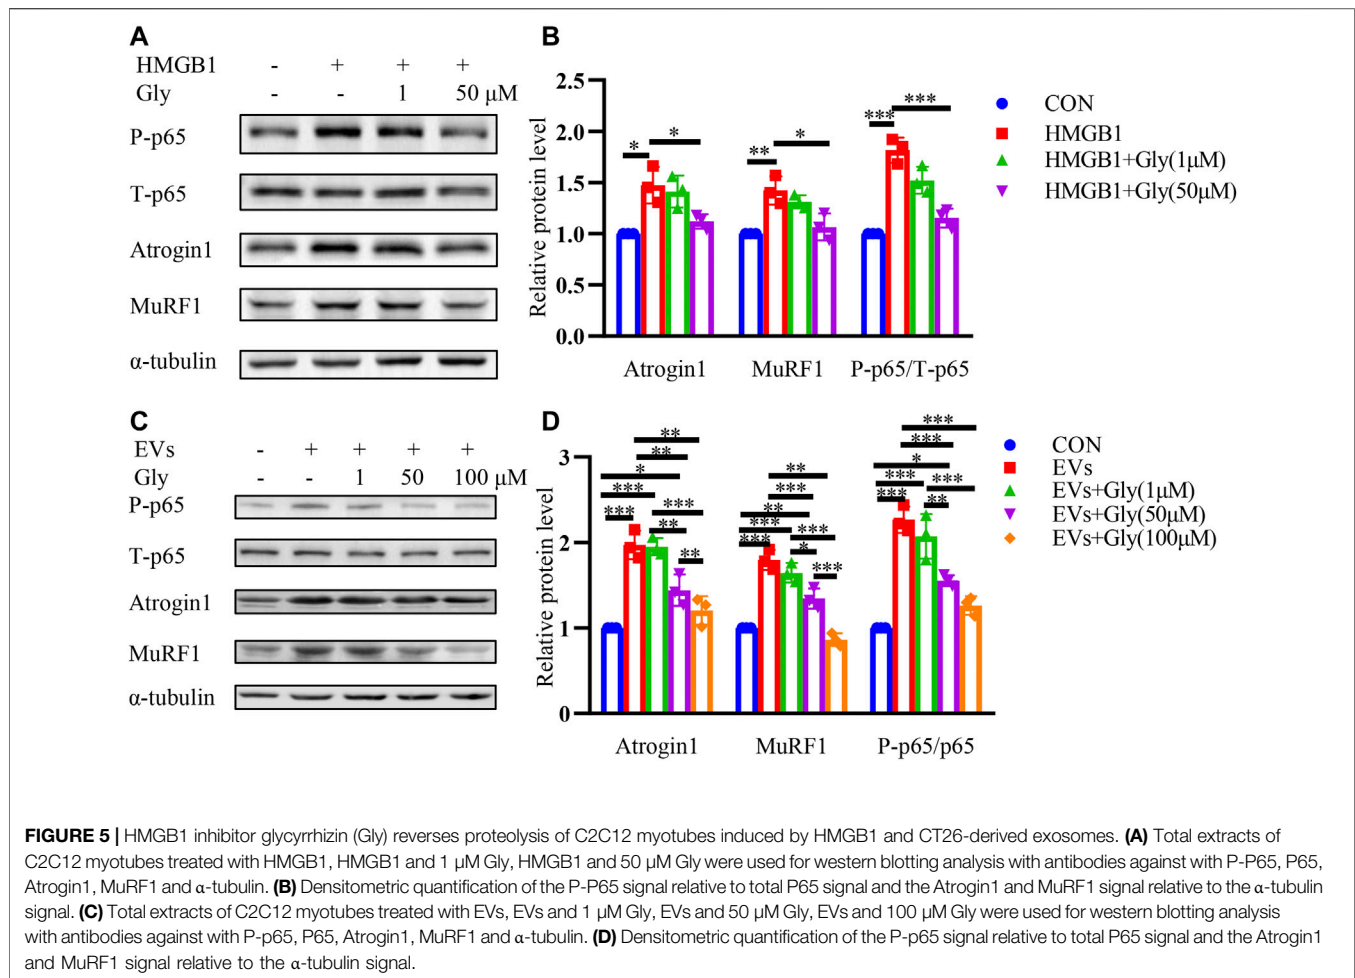 A
HMGB1 - + + +
Gly - - 1 50 μM
P-p65
T-p65
Atrogin1
MuRF1
α-tubulin
B
Relative protein level
2.5
2.0
1.5
1.0
0.5
0.0
* *
** *
*** ***
Atrogin1 MuRF1 P-p65/T-p65
CON
HMGB1
HMGB1+Gly(1μM)
HMGB1+Gly(50μM)
C
EVs - + + + +
Gly - - 1 50 100 μM
P-p65
T-p65
Atrogin1
MuRF1
α-tubulin
D
Relative protein level
3
2
1
0
**
**
*
***
***
***
**
**
**
***
**
***
***
***
*
***
***
***
*
***
***
***
**
Atrogin1 MuRF1 P-p65/p65
CON
EVs
EVs+Gly(1μM)
EVs+Gly(50μM)
EVs+Gly(100μM)
FIGURE 5 | HMGB1 inhibitor glycyrrhizin (Gly) reverses proteolysis of C2C12 myotubes induced by HMGB1 and CT26-derived exosomes. (A) Total extracts of
C2C12 myotubes treated with HMGB1, HMGB1 and 1 μM Gly, HMGB1 and 50 μM Gly were used for western blotting analysis with antibodies against with P-P65, P65,
Atrogin1, MuRF1 and α-tubulin. (B) Densitometric quantification of the P-P65 signal relative to total P65 signal and the Atrogin1 and MuRF1 signal relative to the α-tubulin
signal. (C) Total extracts of C2C12 myotubes treated with EVs, EVs and 1 μM Gly, EVs and 50 μM Gly, EVs and 100 μM Gly were used for western blotting analysis
with antibodies against with P-p65, P65, Atrogin1, MuRF1 and α-tubulin. (D) Densitometric quantification of the P-p65 signal relative to total P65 signal and the Atrogin1
and MuRF1 signal relative to the α-tubulin signal.